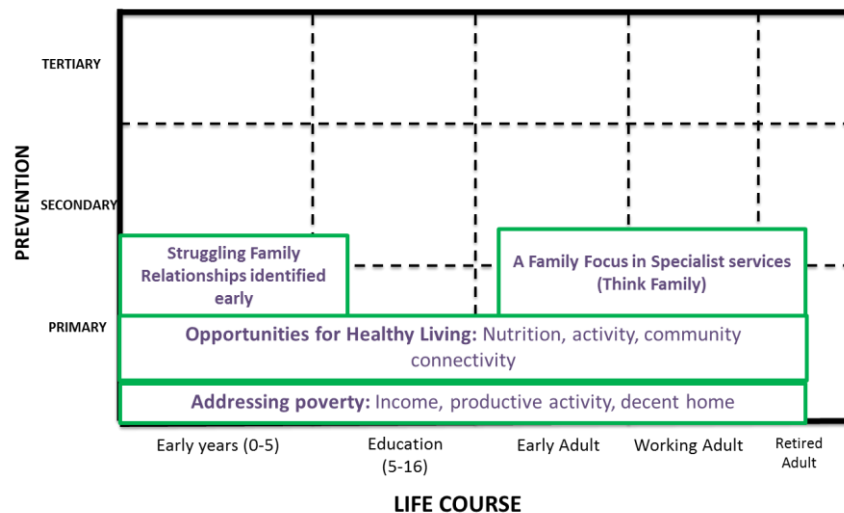 TERTIARY
PREVENTION
SECONDARY
Struggling Family
Relationships identified
early
A Family Focus in Specialist services
(Think Family)
PRIMARY
Opportunities for Healthy Living: Nutrition, activity, community
connectivity
Addressing poverty: Income, productive activity, decent home
Early years (0-5)
Education
(5-16)
Early Adult
Working Adult
Retired
Adult
LIFE COURSE